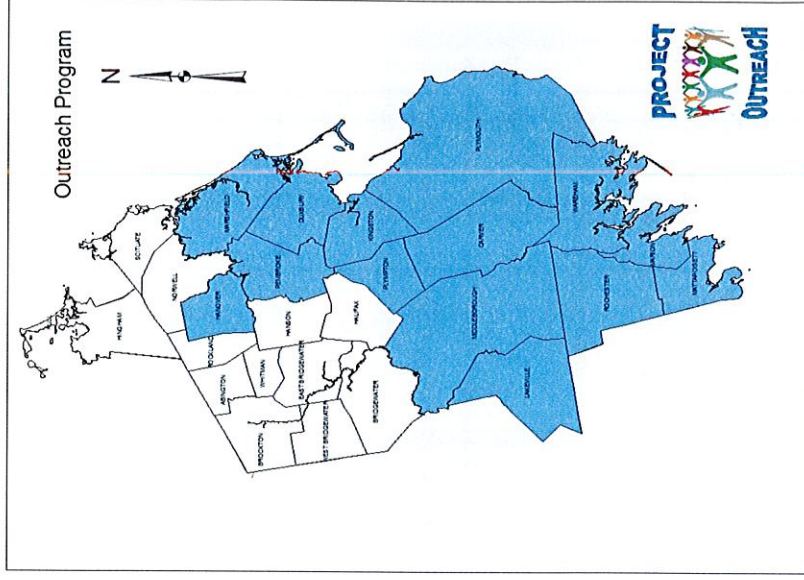 Outreach Program
N
HINGHAM
SCITUATE
NORWELL
ROCKLAND
HANOVER
MARSHFIELD
ABINGTON
WHITMAN
HANSON
PEMBROKE
DUXBURY
BROCKTON
EAST BRIDGEWATER
WEST BRIDGEWATER
BRIDGEWATER
HALIFAX
KINGSTON
PLYMPTON
PLYMOUTH
CARVER
MIDDLEBOROUGH
LAKEVILLE
WAREHAM
ROCHESTER
MARION
MATTAPOISETT
PROJECT
OUTREACH